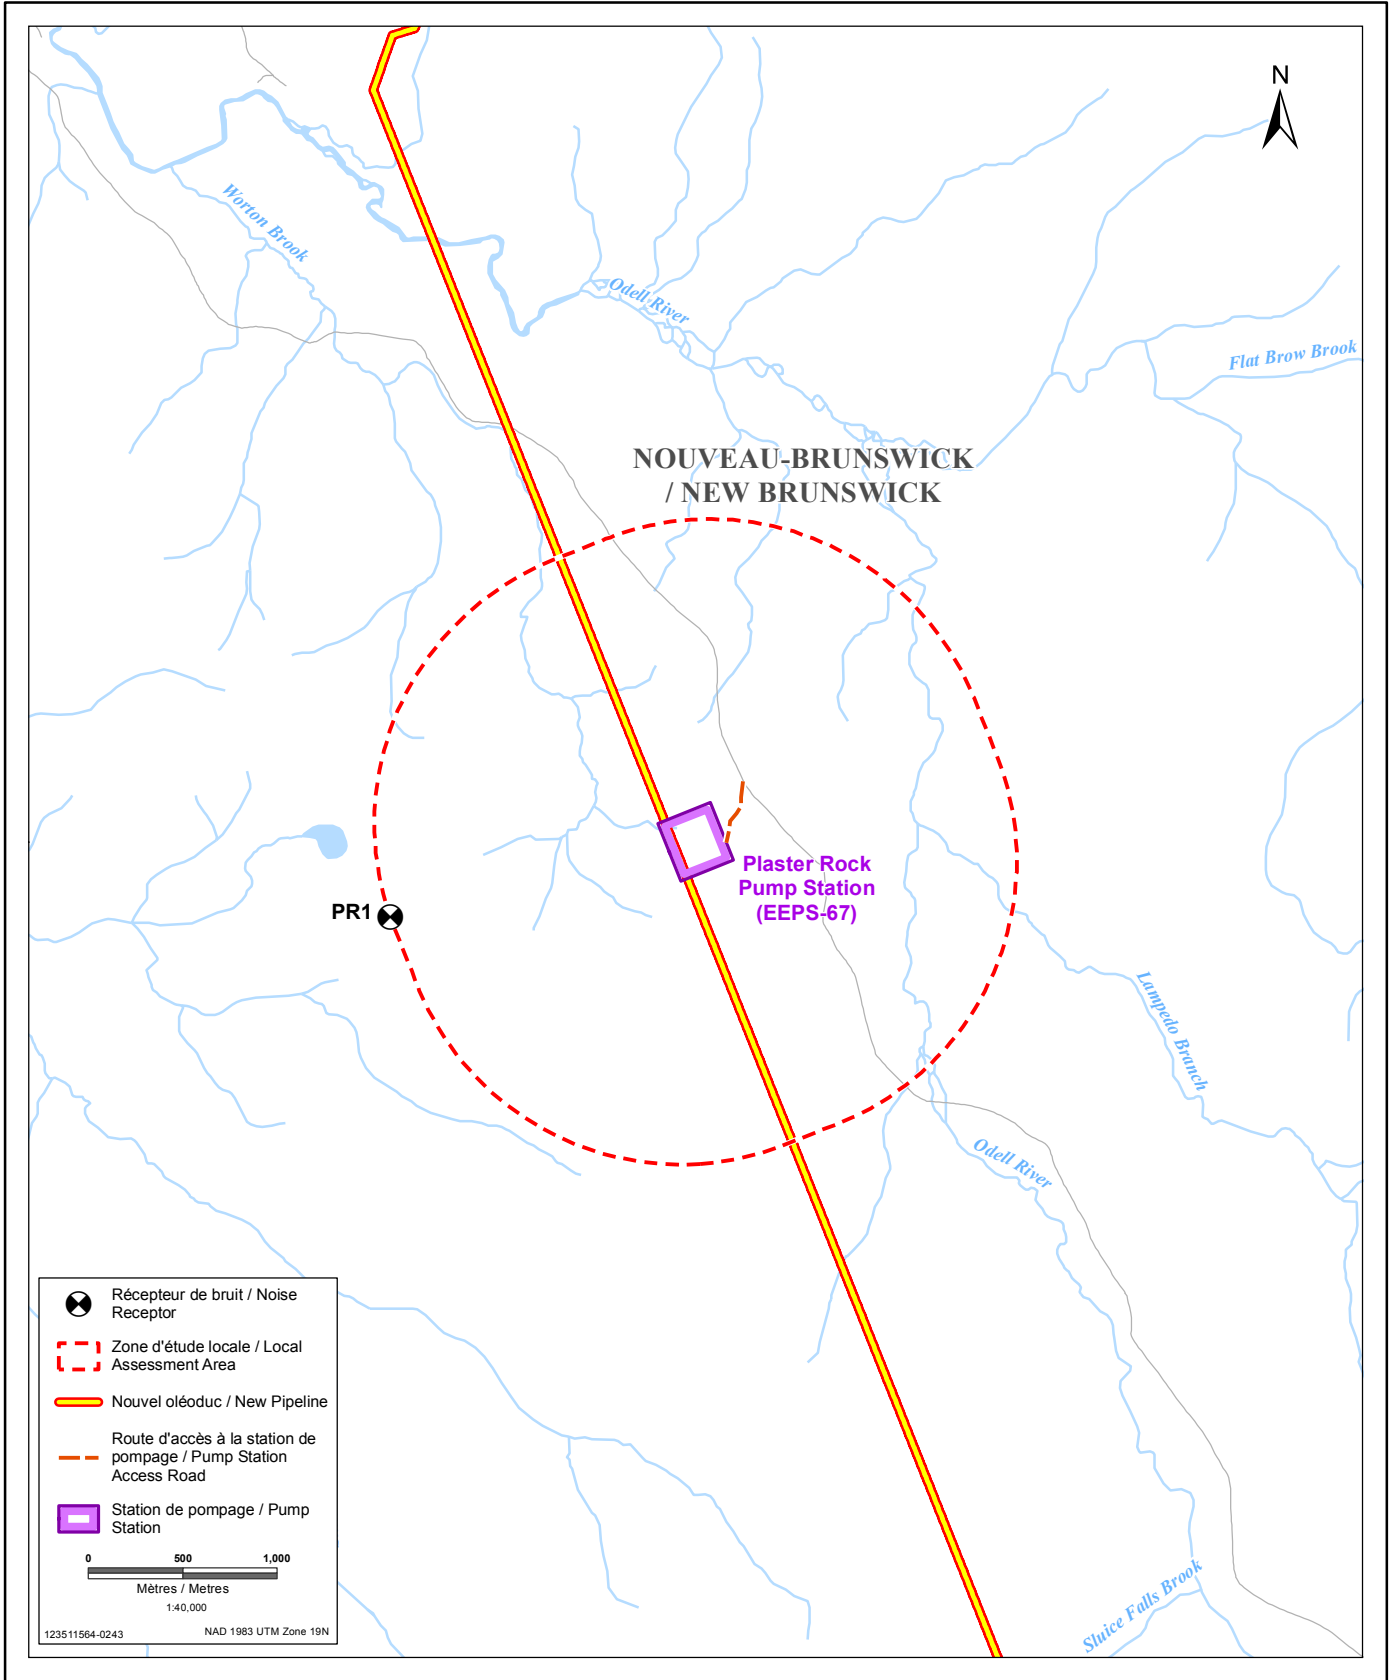 N
Worton Brook
Odell River
Flat Brow Brook
NOUVEAU-BRUNSWICK
/ NEW BRUNSWICK
Plaster Rock
Pump Station
(EEPS-67)
PR1
Lampedo Branch
Odell River
Sluice Falls Brook
Récepteur de bruit / Noise
Receptor
Zone d'étude locale / Local
Assessment Area
Nouvel oléoduc / New Pipeline
Route d'accès à la station de
pompage / Pump Station
Access Road
Station de pompage / Pump
Station
0 500 1,000
Mètres / Metres
1:40,000
123511564-0243 NAD 1983 UTM Zone 19N